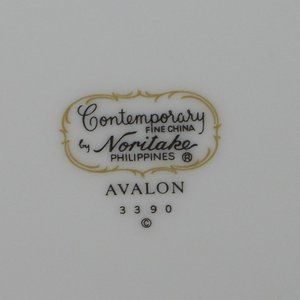 Contemporary
FINE CHINA
by Noritake
PHILIPPINES ®
AVALON
3390
©